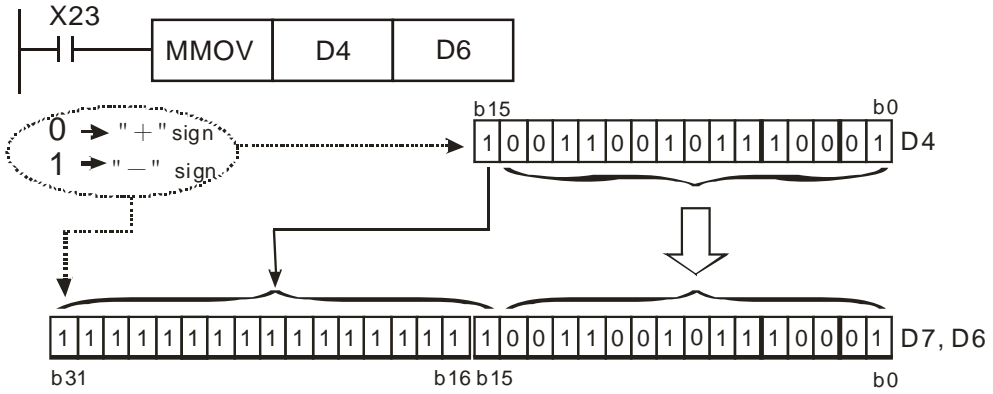 X23
MMOV D4 D6
b15 b0
0 → "+" sign
1 → "−" sign
1 0 0 1 1 0 0 1 0 1 1 1 0 0 0 1 D4
1 1 1 1 1 1 1 1 1 1 1 1 1 1 1 1 1 0 0 1 1 0 0 1 0 1 1 1 0 0 0 1 D7, D6
b31 b16 b15 b0